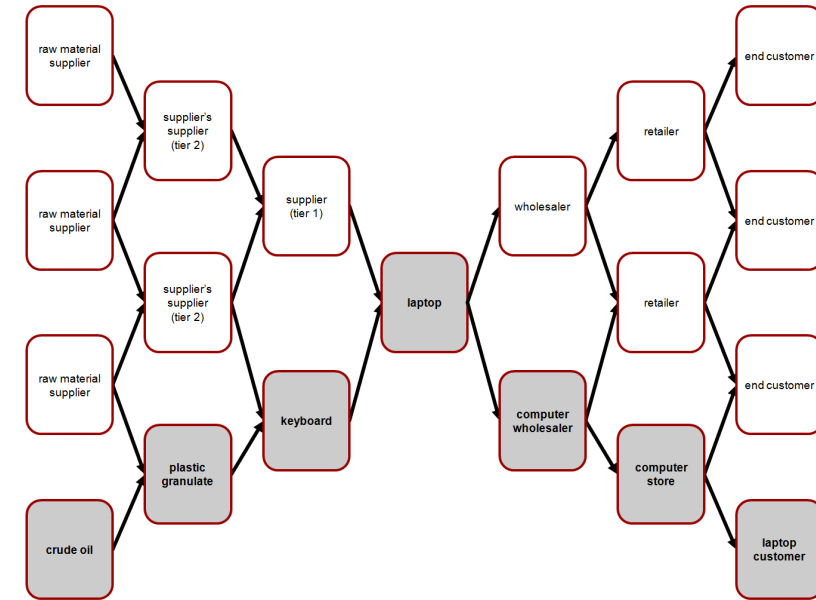 raw material
supplier
raw material
supplier
raw material
supplier
crude oil
supplier's
supplier
(tier 2)
supplier's
supplier
(tier 2)
plastic
granulate
supplier
(tier 1)
keyboard
laptop
wholesaler
computer
wholesaler
retailer
retailer
computer
store
end customer
end customer
end customer
laptop
customer